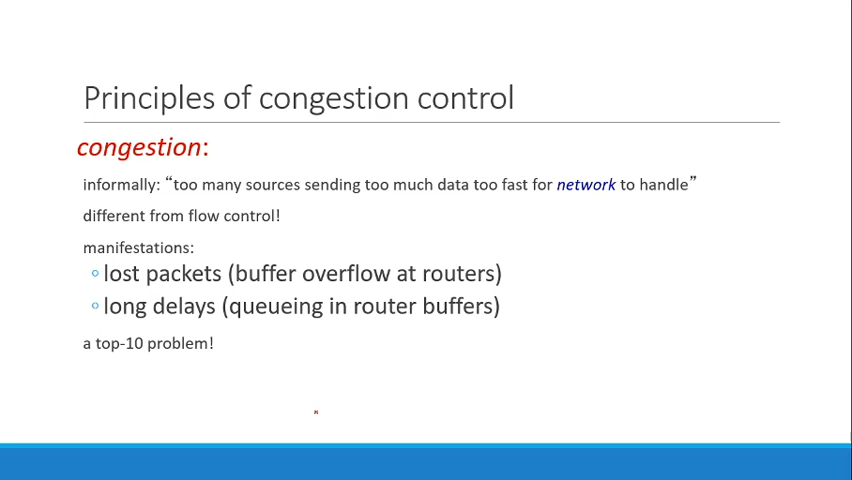 Principles of congestion control
congestion:
informally: “too many sources sending too much data too fast for network to handle”
different from flow control!
manifestations:
◦ lost packets (buffer overflow at routers)
◦ long delays (queueing in router buffers)
a top-10 problem!